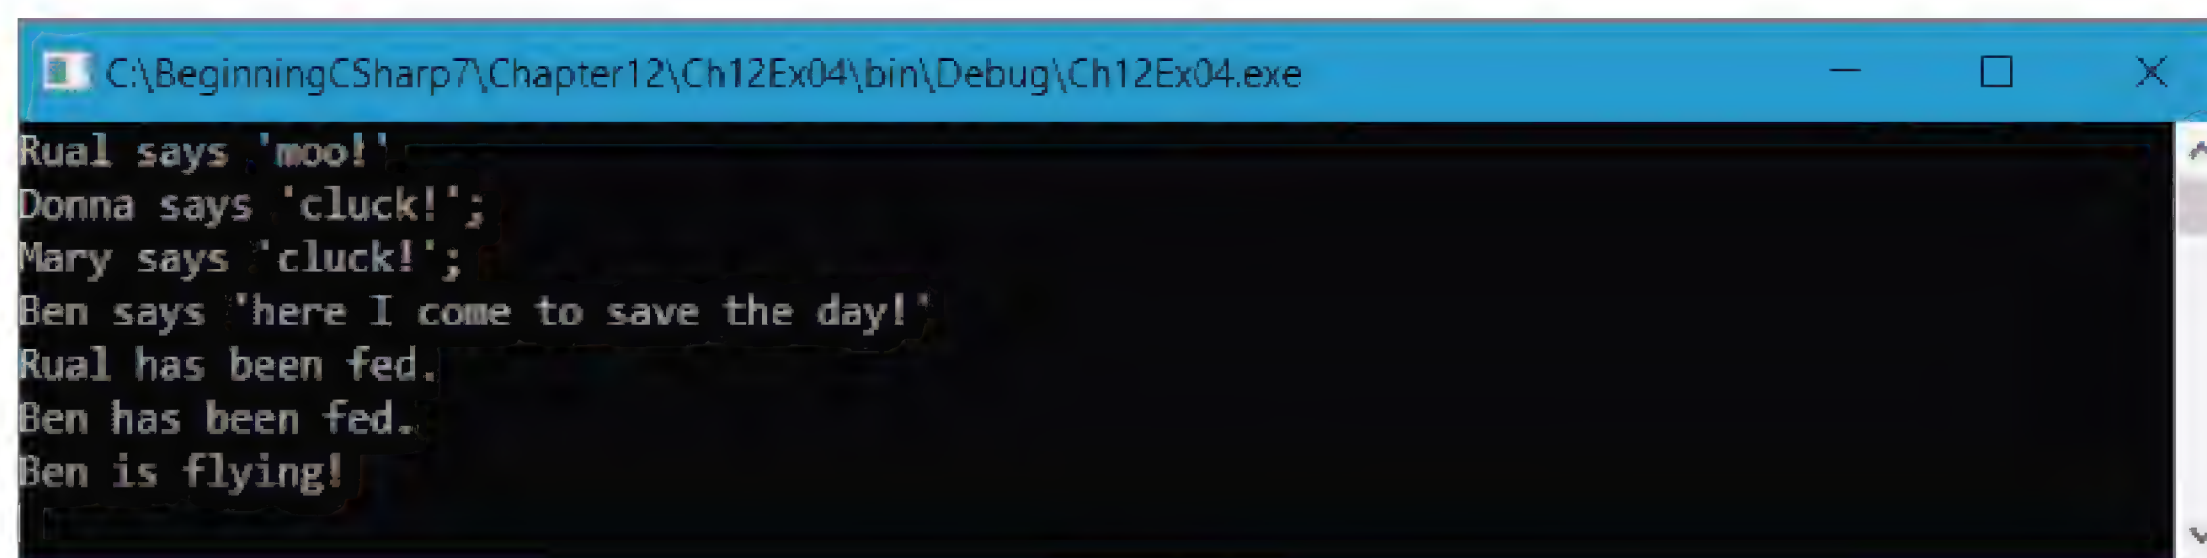 C:\BeginningCSharp7\Chapter12\Ch12Ex04\bin\Debug\Ch12Ex04.exe
Rual says 'moo!'
Donna says 'cluck!';
Mary says 'cluck!';
Ben says 'here I come to save the day!'
Rual has been fed.
Ben has been fed.
Ben is flying!